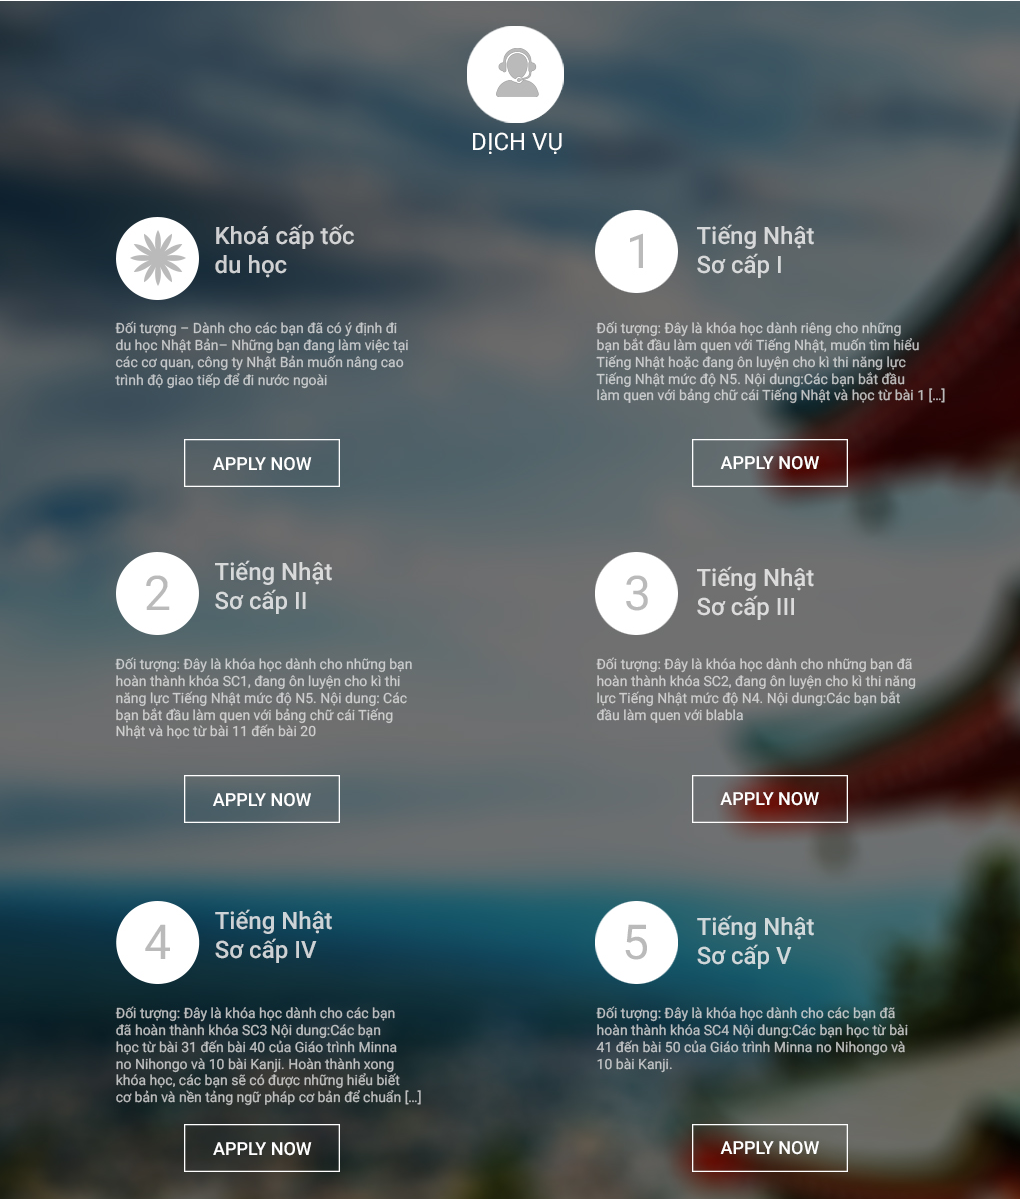 DỊCH VỤ
Khoá cấp tốc
du học
Đối tượng – Dành cho các bạn đã có ý định đi
du học Nhật Bản– Những bạn đang làm việc tại
các cơ quan, công ty Nhật Bản muốn nâng cao
trình độ giao tiếp để đi nước ngoài
APPLY NOW
1
Tiếng Nhật
Sơ cấp I
Đối tượng: Đây là khóa học dành riêng cho những
bạn bắt đầu làm quen với Tiếng Nhật, muốn tìm hiểu
Tiếng Nhật hoặc đang ôn luyện cho kì thi năng lực
Tiếng Nhật mức độ N5. Nội dung:Các bạn bắt đầu
làm quen với bảng chữ cái Tiếng Nhật và học từ bài 1 [...]
APPLY NOW
2
Tiếng Nhật
Sơ cấp II
Đối tượng: Đây là khóa học dành cho những bạn
hoàn thành khóa SC1, đang ôn luyện cho kì thi
năng lực Tiếng Nhật mức độ N5. Nội dung: Các
bạn bắt đầu làm quen với bảng chữ cái Tiếng
Nhật và học từ bài 11 đến bài 20
APPLY NOW
3
Tiếng Nhật
Sơ cấp III
Đối tượng: Đây là khóa học dành cho những bạn đã
hoàn thành khóa SC2, đang ôn luyện cho kì thi năng
lực Tiếng Nhật mức độ N4. Nội dung:Các bạn bắt
đầu làm quen với blabla
APPLY NOW
4
Tiếng Nhật
Sơ cấp IV
Đối tượng: Đây là khóa học dành cho các bạn
đã hoàn thành khóa SC3 Nội dung:Các bạn
học từ bài 31 đến bài 40 của Giáo trình Minna
no Nihongo và 10 bài Kanji. Hoàn thành xong
khóa học, các bạn sẽ có được những hiểu biết
cơ bản và nền tảng ngữ pháp cơ bản để chuẩn [...]
APPLY NOW
5
Tiếng Nhật
Sơ cấp V
Đối tượng: Đây là khóa học dành cho các bạn đã
hoàn thành khóa SC4 Nội dung:Các bạn học từ bài
41 đến bài 50 của Giáo trình Minna no Nihongo và
10 bài Kanji.
APPLY NOW